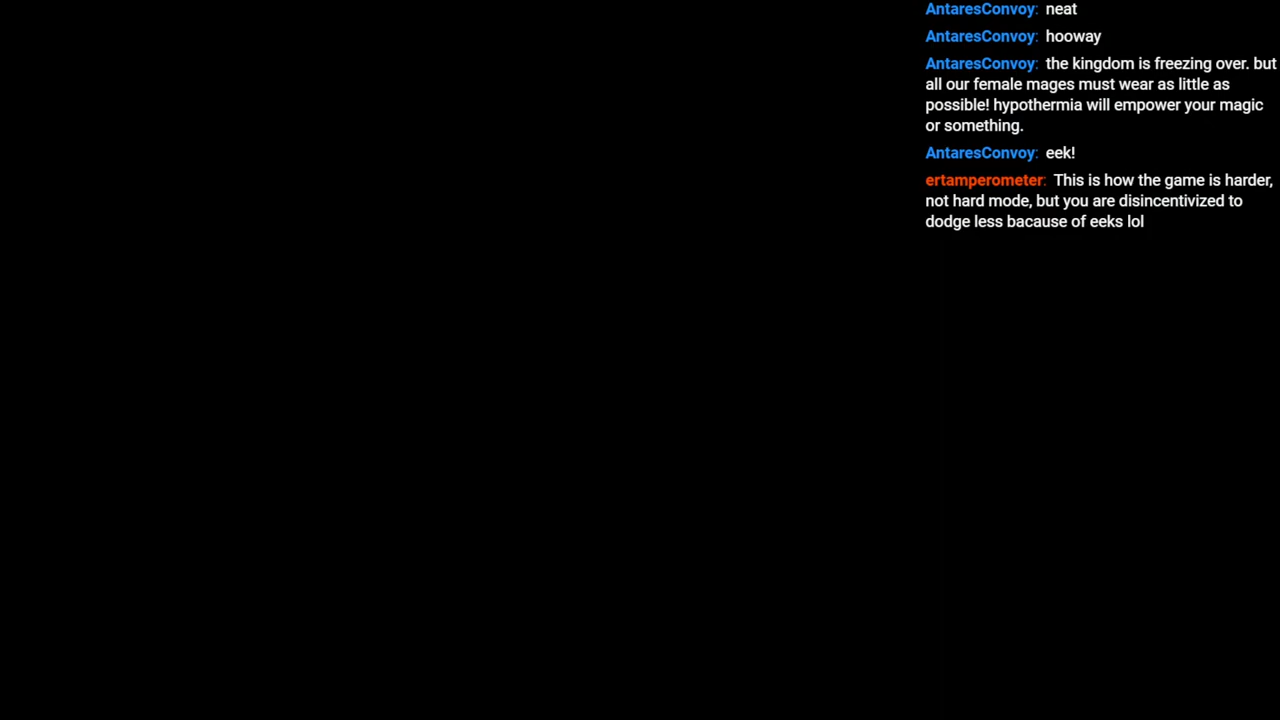 AntaresConvoy: neat
AntaresConvoy: hooway
AntaresConvoy: the kingdom is freezing over. but
all our female mages must wear as little as
possible! hypothermia will empower your magic
or something.
AntaresConvoy: eek!
ertamperometer: This is how the game is harder,
not hard mode, but you are disincentivized to
dodge less bacause of eeks lol